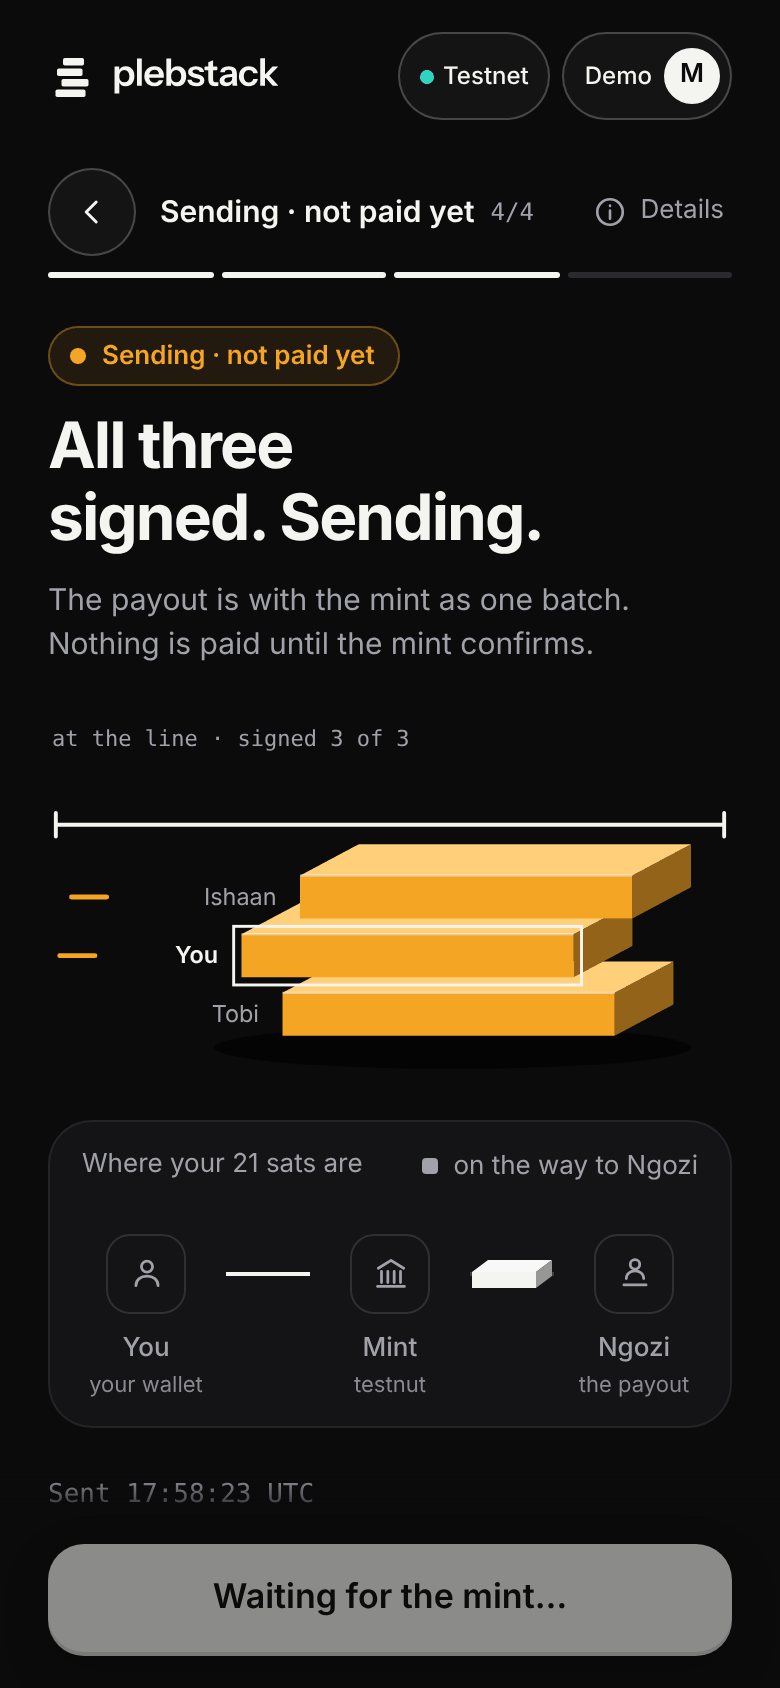 plebstack
Testnet
Demo M
Sending · not paid yet 4/4
Details
Sending · not paid yet
All three
signed. Sending.
The payout is with the mint as one batch.
Nothing is paid until the mint confirms.
at the line · signed 3 of 3
Ishaan
You
Tobi
Where your 21 sats are
on the way to Ngozi
You
your wallet
Mint
testnut
Ngozi
the payout
Sent 17:58:23 UTC
Waiting for the mint...